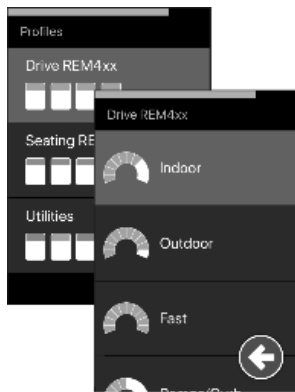 Profiles
Drive REM4xx
Seating RE
Utilities
Drive REM4xx
Indoor
Outdoor
Fast